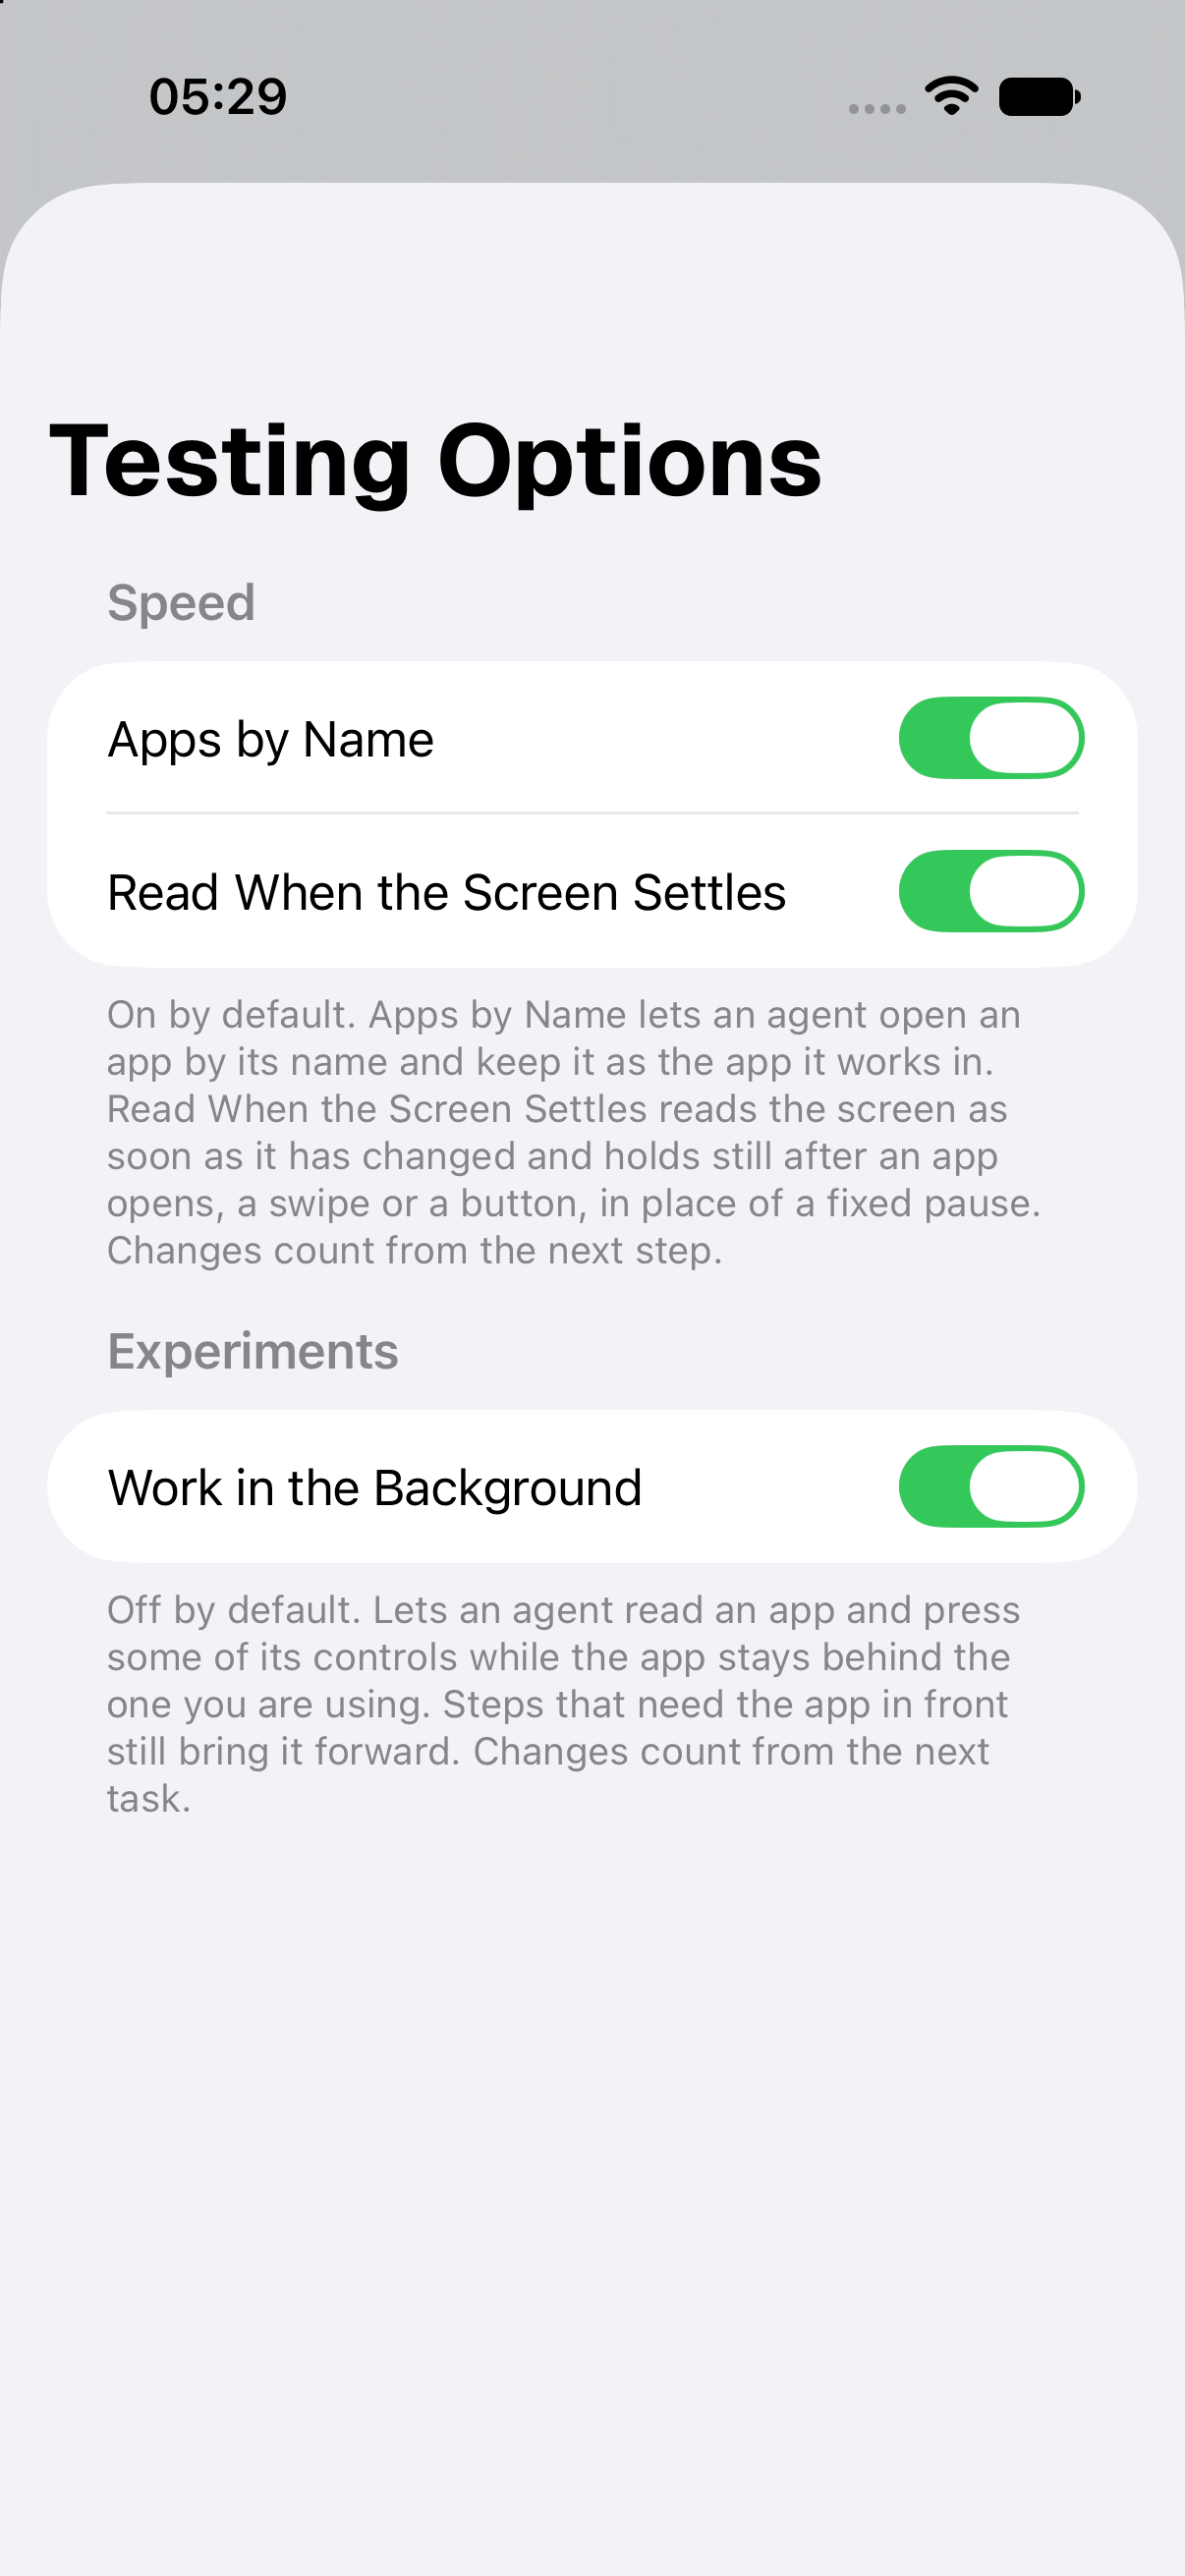 05:29
Testing Options
Speed
Apps by Name
Read When the Screen Settles
On by default. Apps by Name lets an agent open an
app by its name and keep it as the app it works in.
Read When the Screen Settles reads the screen as
soon as it has changed and holds still after an app
opens, a swipe or a button, in place of a fixed pause.
Changes count from the next step.
Experiments
Work in the Background
Off by default. Lets an agent read an app and press
some of its controls while the app stays behind the
one you are using. Steps that need the app in front
still bring it forward. Changes count from the next
task.